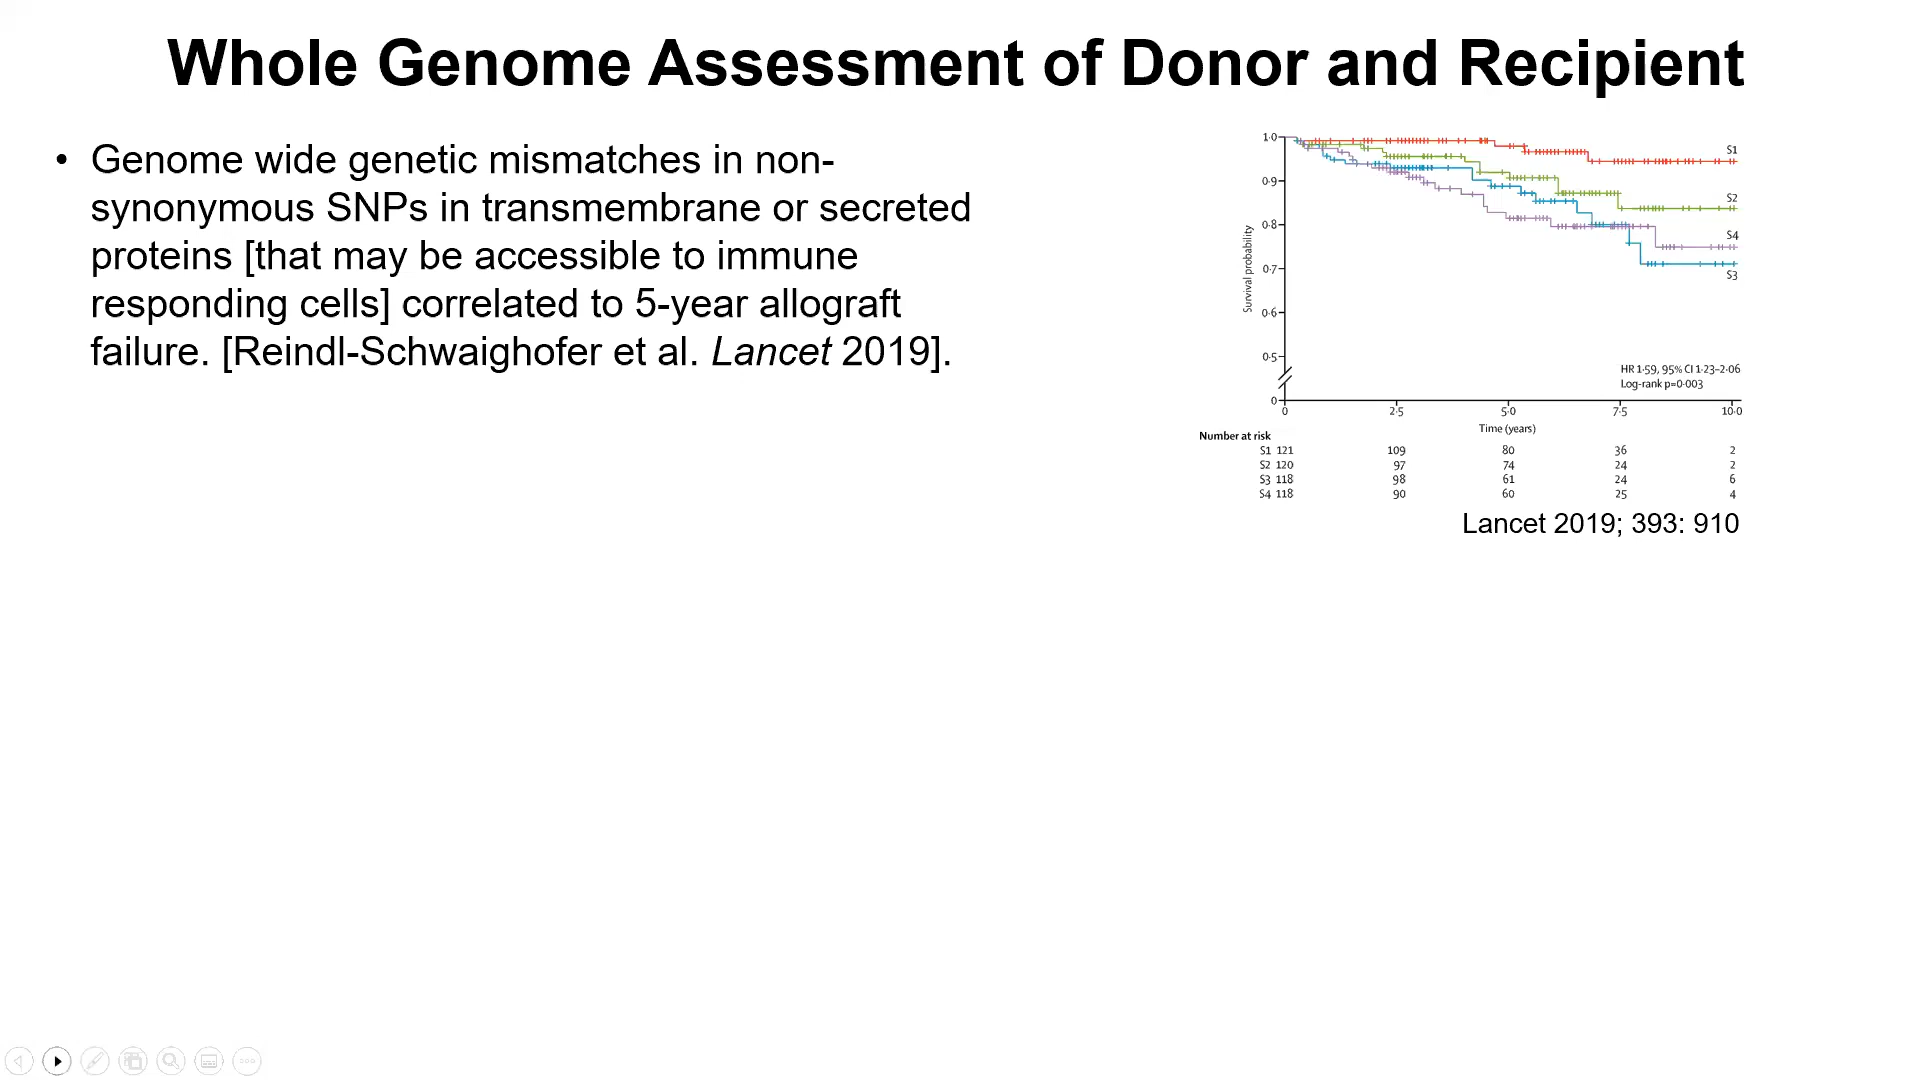 Whole Genome Assessment of Donor and Recipient
• Genome wide genetic mismatches in non-
synonymous SNPs in transmembrane or secreted
proteins [that may be accessible to immune
responding cells] correlated to 5-year allograft
failure. [Reindl-Schwaighofer et al. Lancet 2019].
1·0
0·9
0·8
0·7
0·6
0·5
0
Survival probability
S1
S2
S4
S3
HR 1·59, 95% CI 1·23–2·06
Log-rank p=0·003
0 2·5 5·0 7·5 10·0
Time (years)
Number at risk
S1 121 109 80 36 2
S2 120 97 74 24 2
S3 118 98 61 24 6
S4 118 90 60 25 4
Lancet 2019; 393: 910